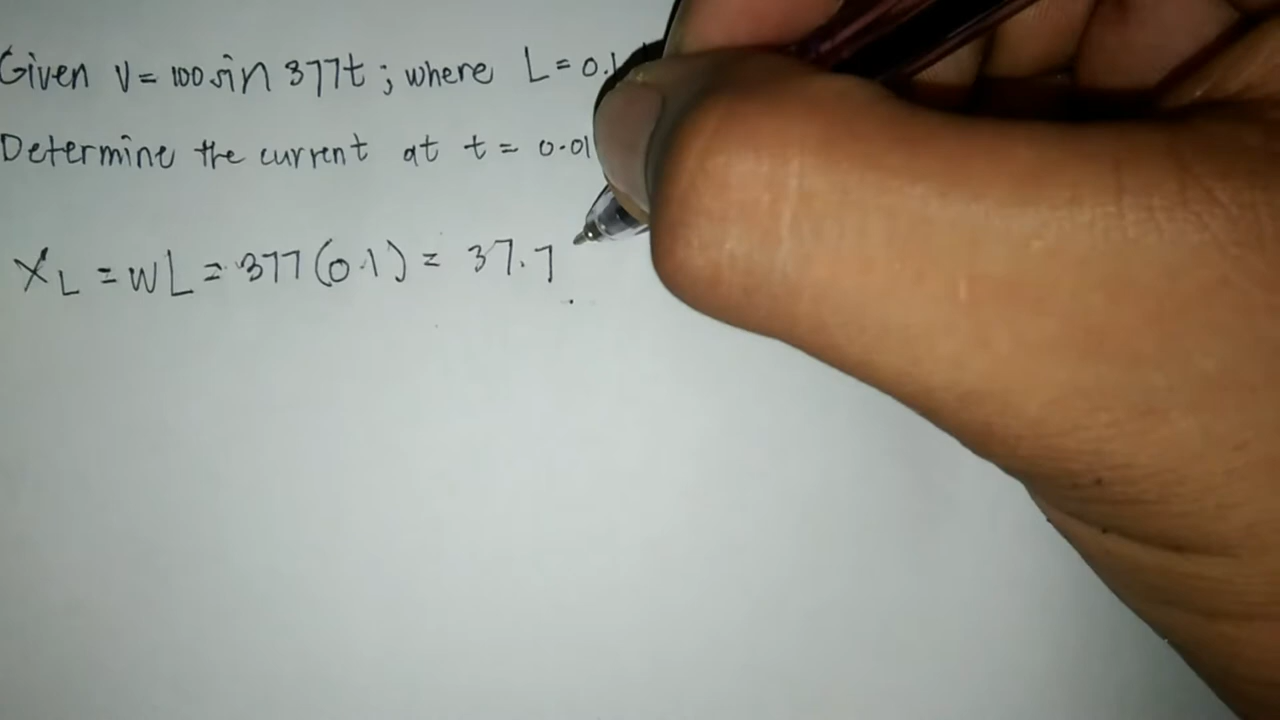 Given V = 100 sin 377t ; where L = 0.1
Determine the current at t = 0.01
XL = WL = 377 (0.1) = 37.7